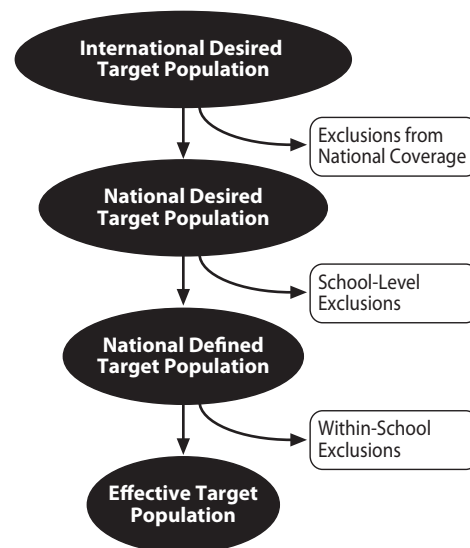 International Desired
Target Population
Exclusions from
National Coverage
National Desired
Target Population
School-Level
Exclusions
National Defined
Target Population
Within-School
Exclusions
Effective Target
Population